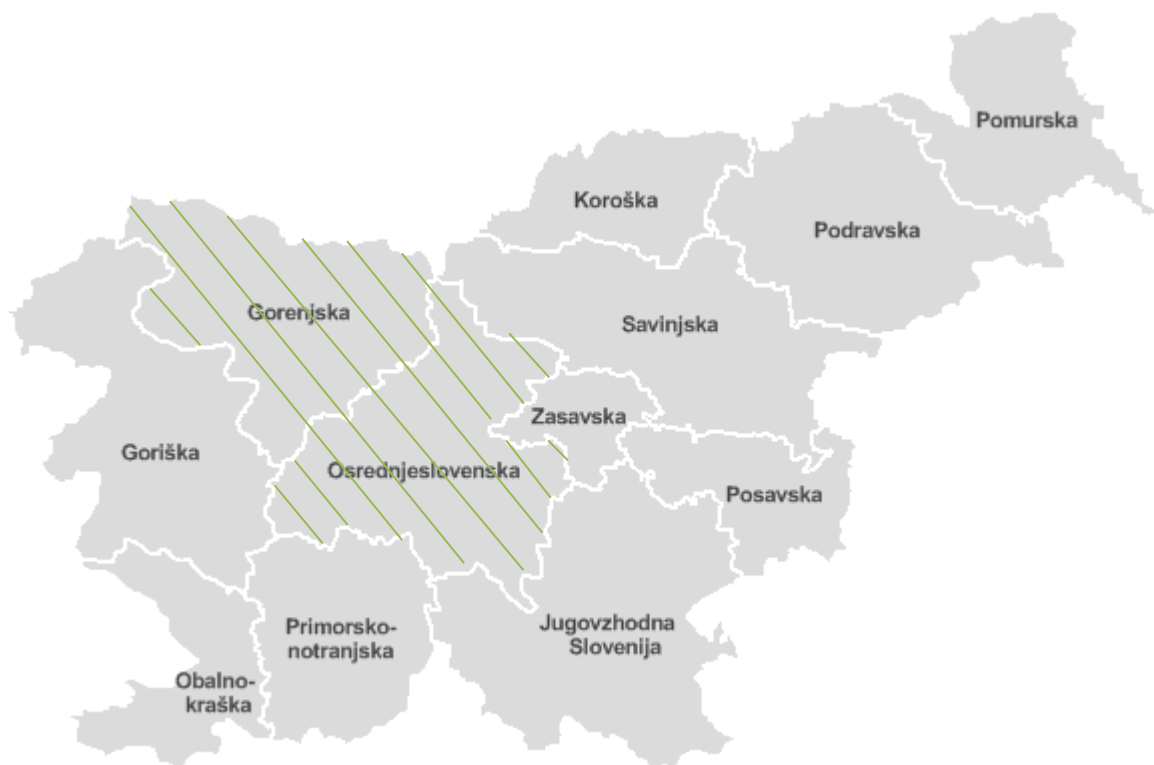 Pomurska
Koroška
Podravska
Gorenjska
Savinjska
Zasavska
Goriška
Osrednjeslovenska
Posavska
Primorsko-
notranjska
Jugovzhodna
Slovenija
Obalno-
kraška